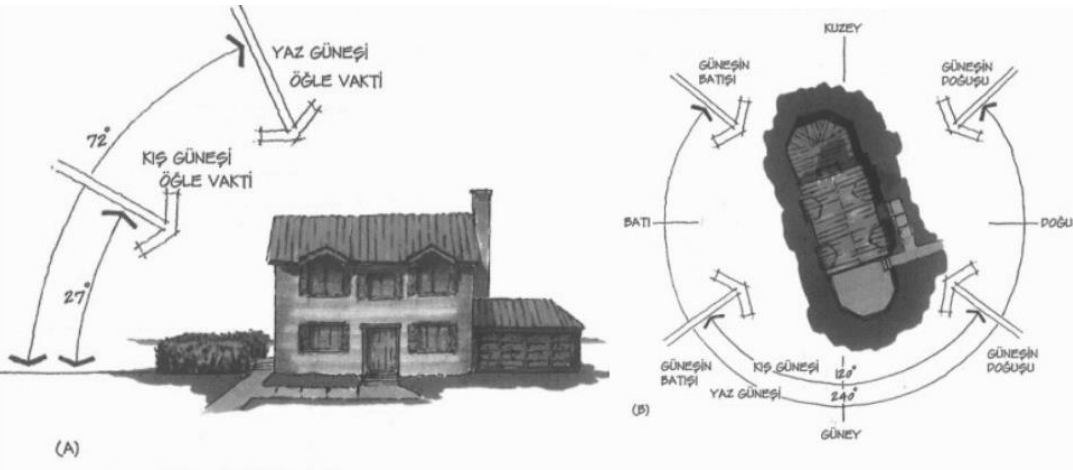 YAZ GÜNEŞİ
ÖĞLE VAKTİ
72°
KIŞ GÜNEŞİ
ÖĞLE VAKTİ
27°
(A)
KUZEY
GÜNEŞİN
BATIŞI
GÜNEŞİN
DOĞUŞU
BATI
DOĞU
GÜNEŞİN
BATIŞI
KIŞ GÜNEŞİ
120°
YAZ GÜNEŞİ
240°
GÜNEŞİN
DOĞUŞU
(B)
GÜNEY